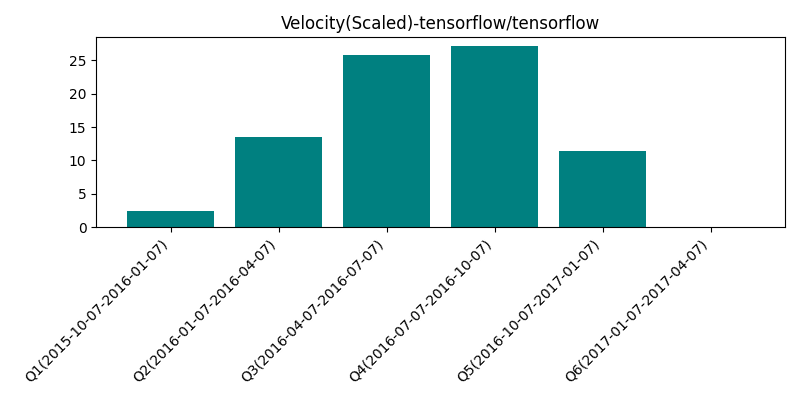 Velocity(Scaled)-tensorflow/tensorflow
25
20
15
10
5
0
Q1(2015-10-07-2016-01-07)
Q2(2016-01-07-2016-04-07)
Q3(2016-04-07-2016-07-07)
Q4(2016-07-07-2016-10-07)
Q5(2016-10-07-2017-01-07)
Q6(2017-01-07-2017-04-07)